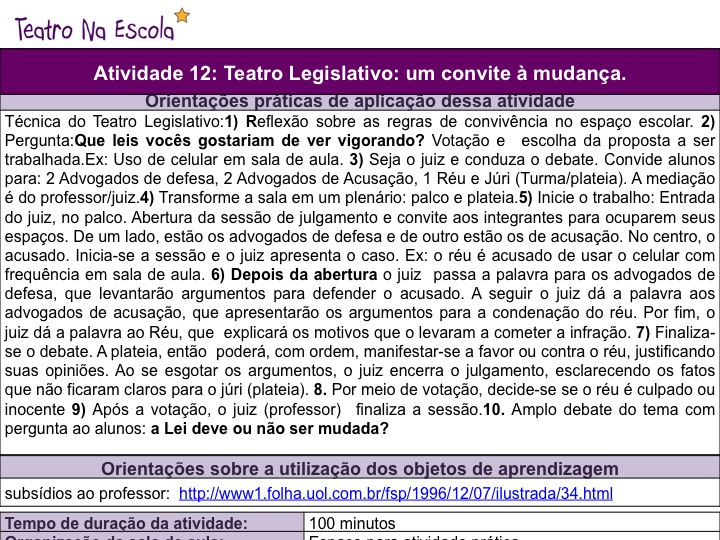 Teatro Na Escola
Atividade 12: Teatro Legislativo: um convite à mudança.
Orientações práticas de aplicação dessa atividade
Técnica do Teatro Legislativo:1) Reflexão sobre as regras de convivência no espaço escolar. 2)
Pergunta:Que leis vocês gostariam de ver vigorando? Votação e escolha da proposta a ser
trabalhada.Ex: Uso de celular em sala de aula. 3) Seja o juiz e conduza o debate. Convide alunos
para: 2 Advogados de defesa, 2 Advogados de Acusação, 1 Réu e Júri (Turma/plateia). A mediação
é do professor/juiz.4) Transforme a sala em um plenário: palco e plateia.5) Inicie o trabalho: Entrada
do juiz, no palco. Abertura da sessão de julgamento e convite aos integrantes para ocuparem seus
espaços. De um lado, estão os advogados de defesa e de outro estão os de acusação. No centro, o
acusado. Inicia-se a sessão e o juiz apresenta o caso. Ex: o réu é acusado de usar o celular com
frequência em sala de aula. 6) Depois da abertura o juiz passa a palavra para os advogados de
defesa, que levantarão argumentos para defender o acusado. A seguir o juiz dá a palavra aos
advogados de acusação, que apresentarão os argumentos para a condenação do réu. Por fim, o
juiz dá a palavra ao Réu, que explicará os motivos que o levaram a cometer a infração. 7) Finaliza-
se o debate. A plateia, então poderá, com ordem, manifestar-se a favor ou contra o réu, justificando
suas opiniões. Ao se esgotar os argumentos, o juiz encerra o julgamento, esclarecendo os fatos
que não ficaram claros para o júri (plateia). 8. Por meio de votação, decide-se se o réu é culpado ou
inocente 9) Após a votação, o juiz (professor) finaliza a sessão.10. Amplo debate do tema com
pergunta ao alunos: a Lei deve ou não ser mudada?
Orientações sobre a utilização dos objetos de aprendizagem
subsídios ao professor: http://www1.folha.uol.com.br/fsp/1996/12/07/ilustrada/34.html
Tempo de duração da atividade: 100 minutos
Organização da sala de aula: Espaço para atividade prática